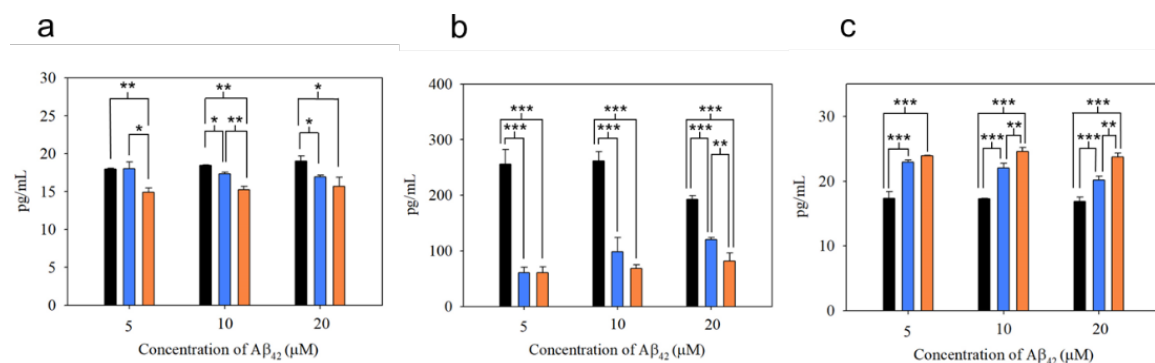 a
b
c
30
25
20
15
10
5
0
pg/mL
** * ** * ** * *
5 10 20
Concentration of Aβ₄₂ (μM)
400
300
200
100
0
pg/mL
*** *** *** *** *** *** **
5 10 20
Concentration of Aβ₄₂ (μM)
30
20
10
0
pg/mL
*** *** *** *** ** *** *** **
5 10 20
Concentration of Aβ₄₂ (μM)